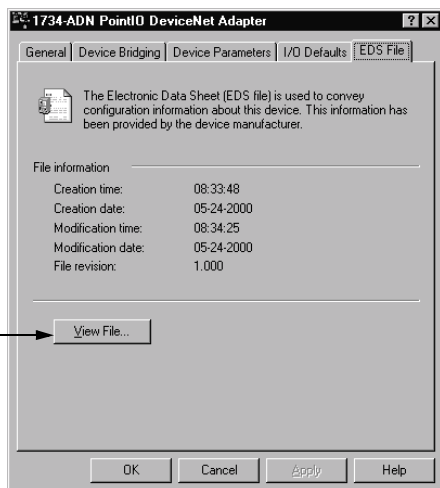 1734-ADN PointIO DeviceNet Adapter
General Device Bridging Device Parameters I/O Defaults EDS File
The Electronic Data Sheet (EDS file) is used to convey
configuration information about this device. This information has
been provided by the device manufacturer.
File information
Creation time: 08:33:48
Creation date: 05-24-2000
Modification time: 08:34:25
Modification date: 05-24-2000
File revision: 1.000
View File...
OK Cancel Apply Help